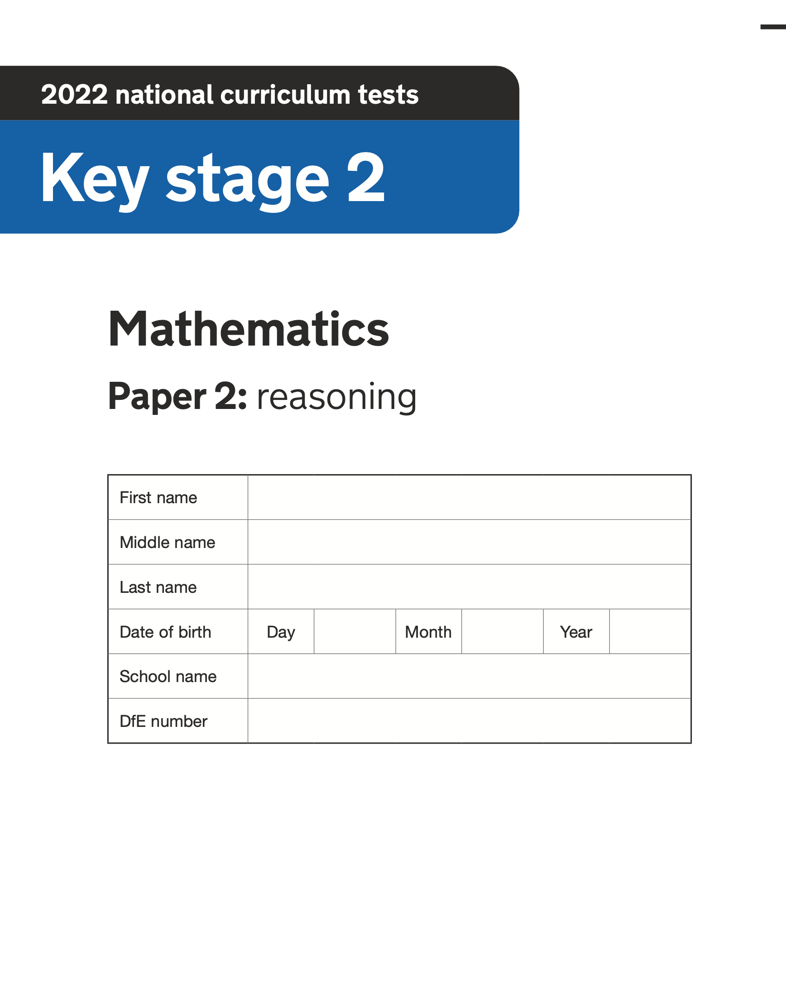 2022 national curriculum tests
Key stage 2
Mathematics
Paper 2: reasoning
First name
Middle name
Last name
Date of birth Day Month Year
School name
DfE number